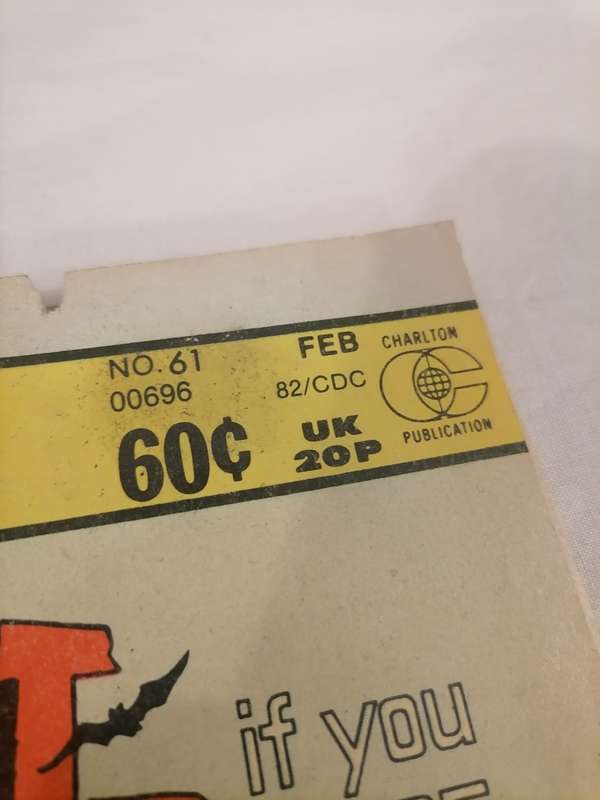 NO. 61
00696
60¢
FEB
82/CDC
UK
20P
CHARLTON
C
PUBLICATION
if you